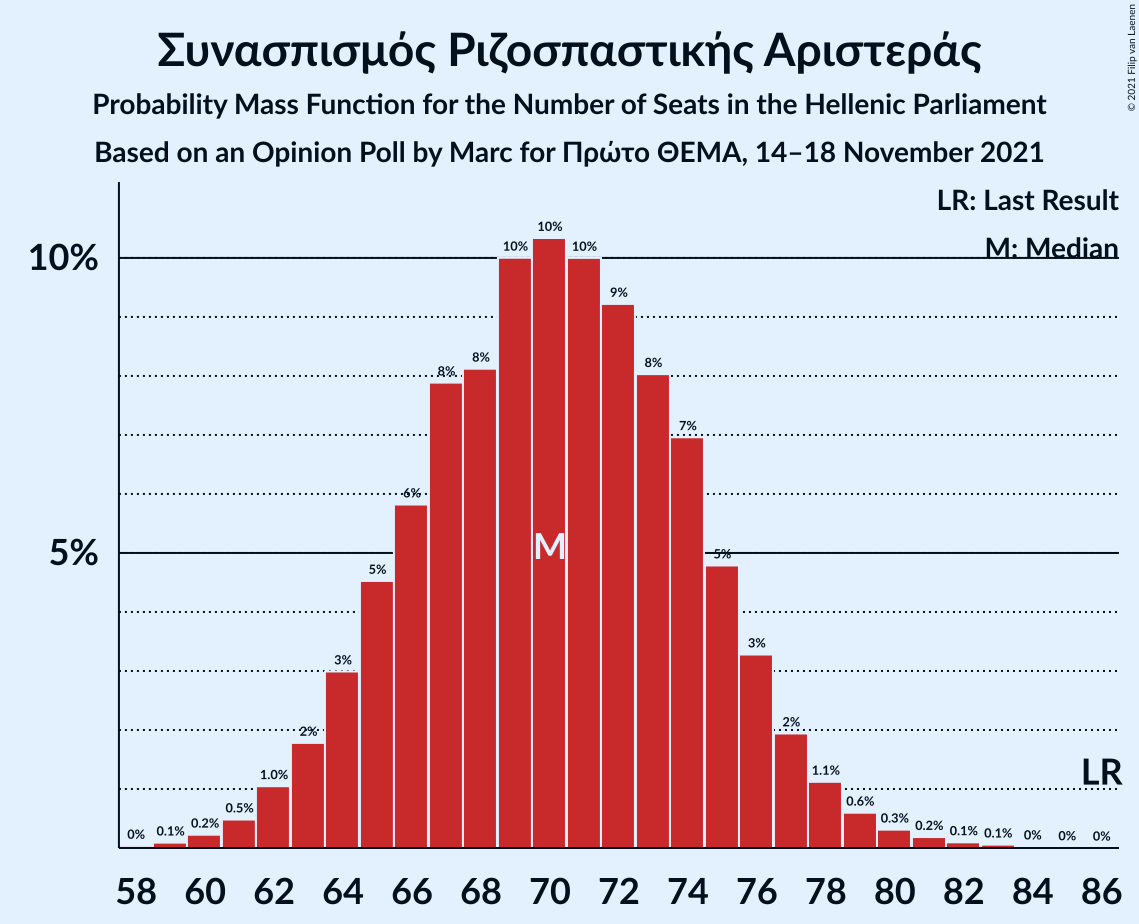 Συνασπισμός Ριζοσπαστικής Αριστεράς
Probability Mass Function for the Number of Seats in the Hellenic Parliament
Based on an Opinion Poll by Marc for Πρώτο ΘΕΜΑ, 14–18 November 2021
© 2021 Filip van Laenen
LR: Last Result
M: Median
10%
5%
0% 0.1% 0.2% 0.5% 1.0% 2% 3% 5% 6% 8% 8% 10% 10% 10% 9% 8% 7% 5% 3% 2% 1.1% 0.6% 0.3% 0.2% 0.1% 0.1% 0% 0% 0%
M
LR
58 60 62 64 66 68 70 72 74 76 78 80 82 84 86